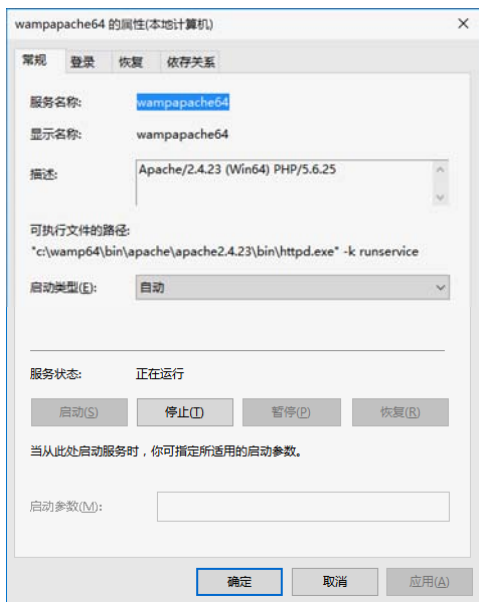 wampapache64 的属性(本地计算机)
常规 登录 恢复 依存关系
服务名称: wampapache64
显示名称: wampapache64
描述: Apache/2.4.23 (Win64) PHP/5.6.25
可执行文件的路径:
"c:\wamp64\bin\apache\apache2.4.23\bin\httpd.exe" -k runservice
启动类型(E): 自动
服务状态: 正在运行
启动(S) 停止(T) 暂停(P) 恢复(R)
当从此处启动服务时，你可指定所适用的启动参数。
启动参数(M):
确定 取消 应用(A)